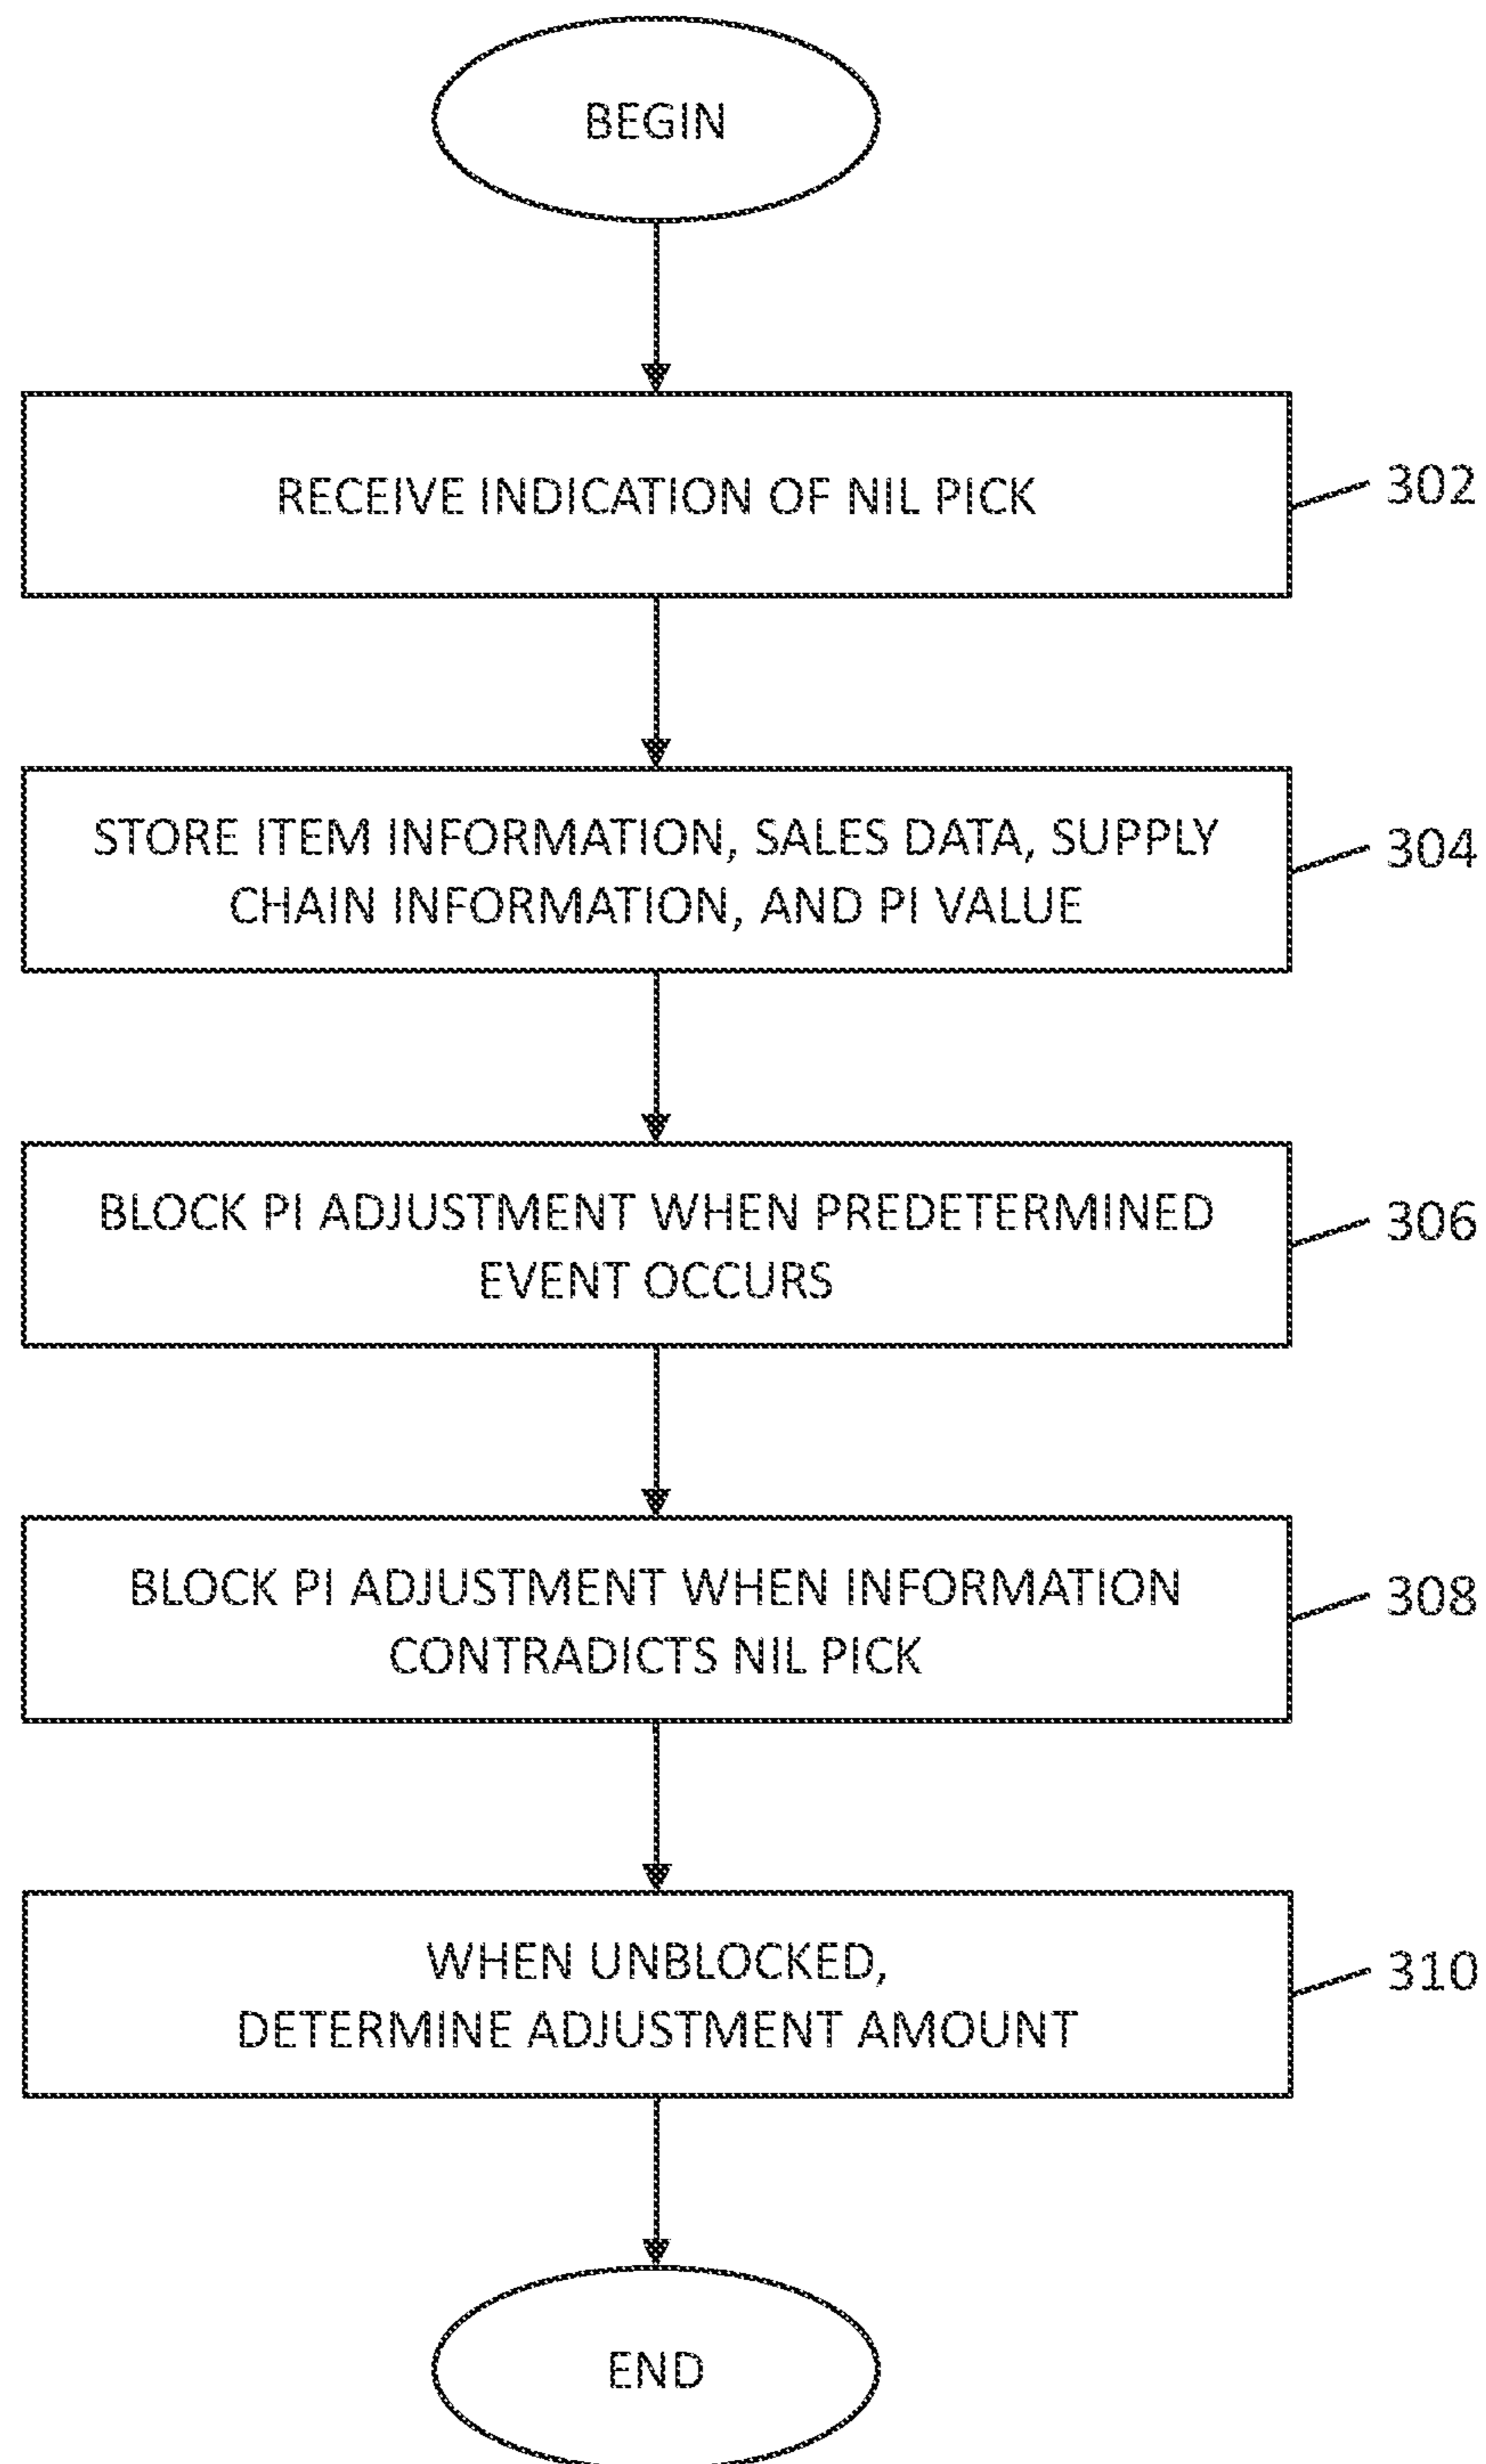 BEGIN
RECEIVE INDICATION OF NIL PICK
302
STORE ITEM INFORMATION, SALES DATA, SUPPLY
CHAIN INFORMATION, AND PI VALUE
304
BLOCK PI ADJUSTMENT WHEN PREDETERMINED
EVENT OCCURS
306
BLOCK PI ADJUSTMENT WHEN INFORMATION
CONTRADICTS NIL PICK
308
WHEN UNBLOCKED,
DETERMINE ADJUSTMENT AMOUNT
310
END